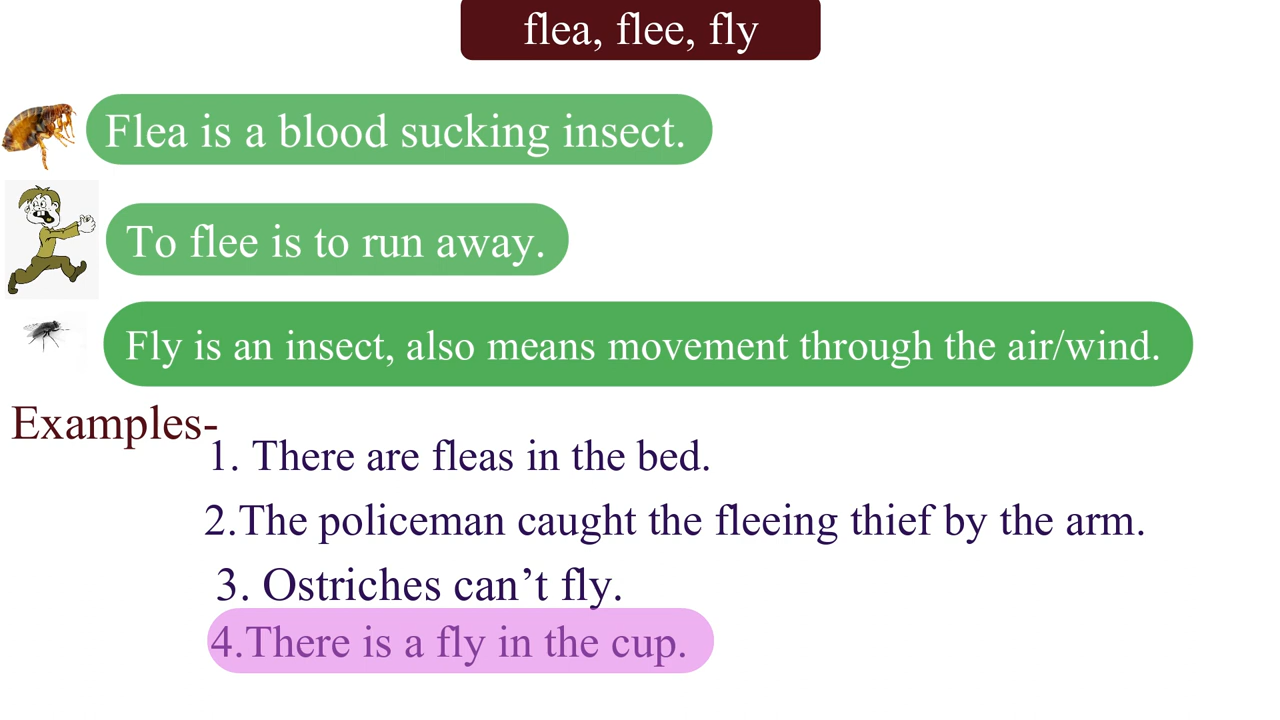 flea, flee, fly
Flea is a blood sucking insect.
To flee is to run away.
Fly is an insect, also means movement through the air/wind.
Examples-
1. There are fleas in the bed.
2.The policeman caught the fleeing thief by the arm.
3. Ostriches can’t fly.
4.There is a fly in the cup.